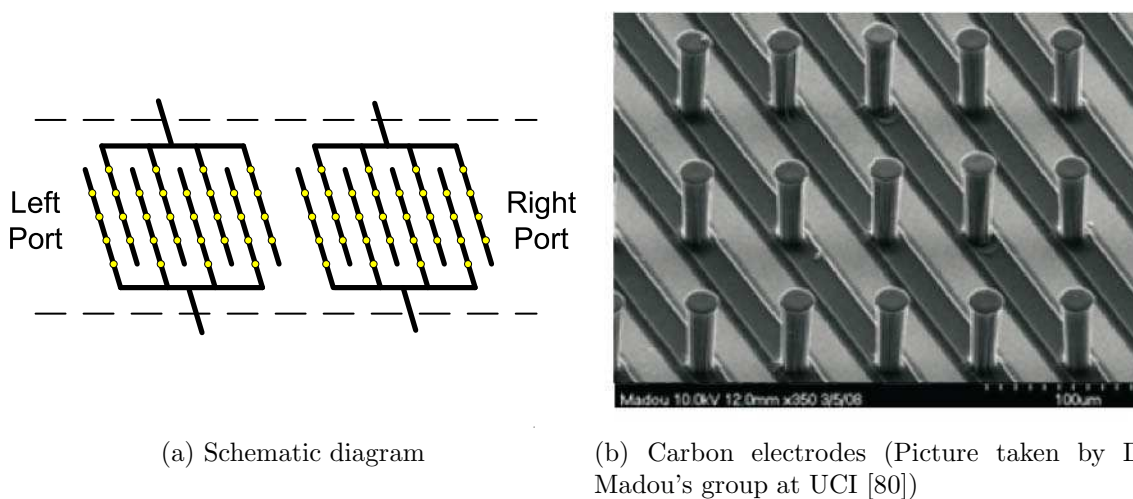 Left
Port
Right
Port
Madou 10.0kV 12.0mm x350 3/5/08 100um
(a) Schematic diagram
(b) Carbon electrodes (Picture taken by
Madou's group at UCI [80])